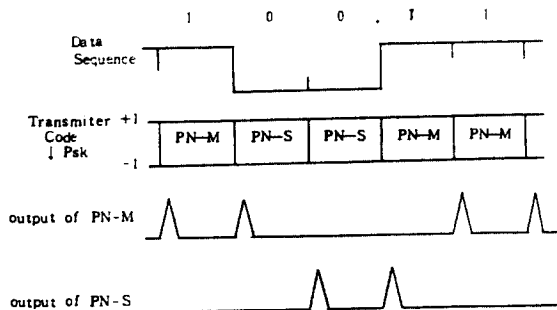 1 0 0 . 1 1
Data
Sequence
Transmiter
Code
↓ Psk
+1
-1
PN-M PN-S PN-S PN-M PN-M
output of PN-M
output of PN-S